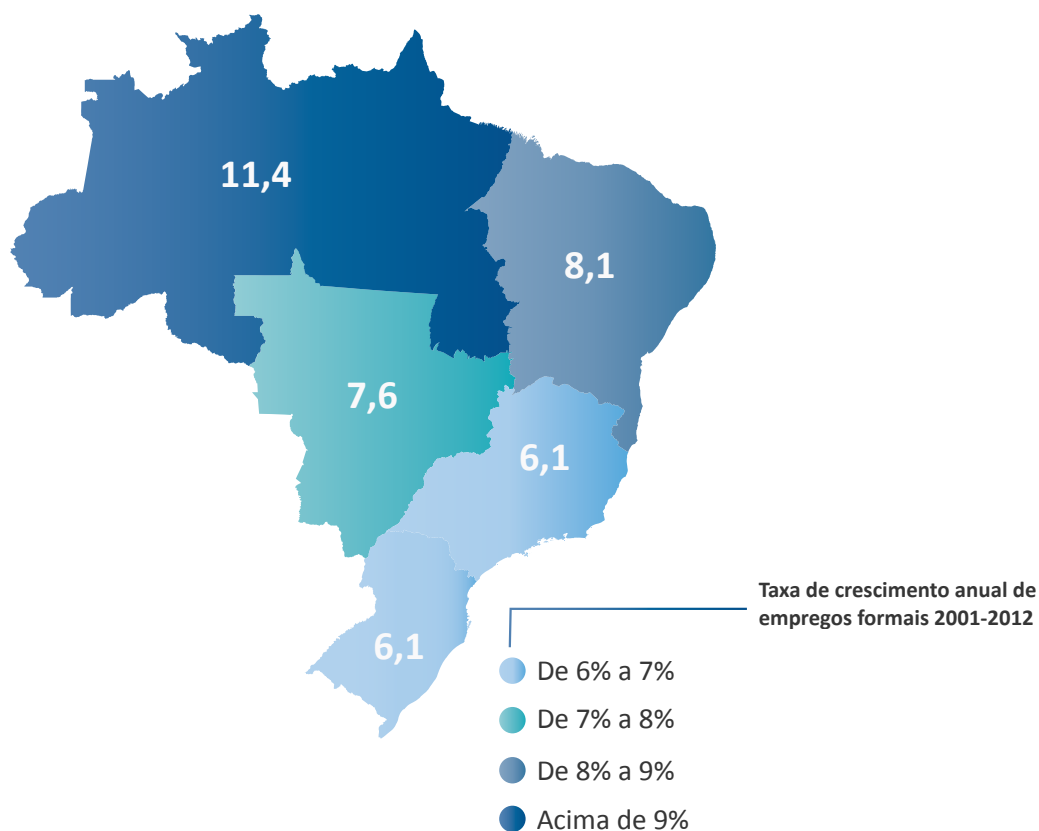 11,4
8,1
7,6
6,1
6,1
Taxa de crescimento anual de
empregos formais 2001-2012
De 6% a 7%
De 7% a 8%
De 8% a 9%
Acima de 9%